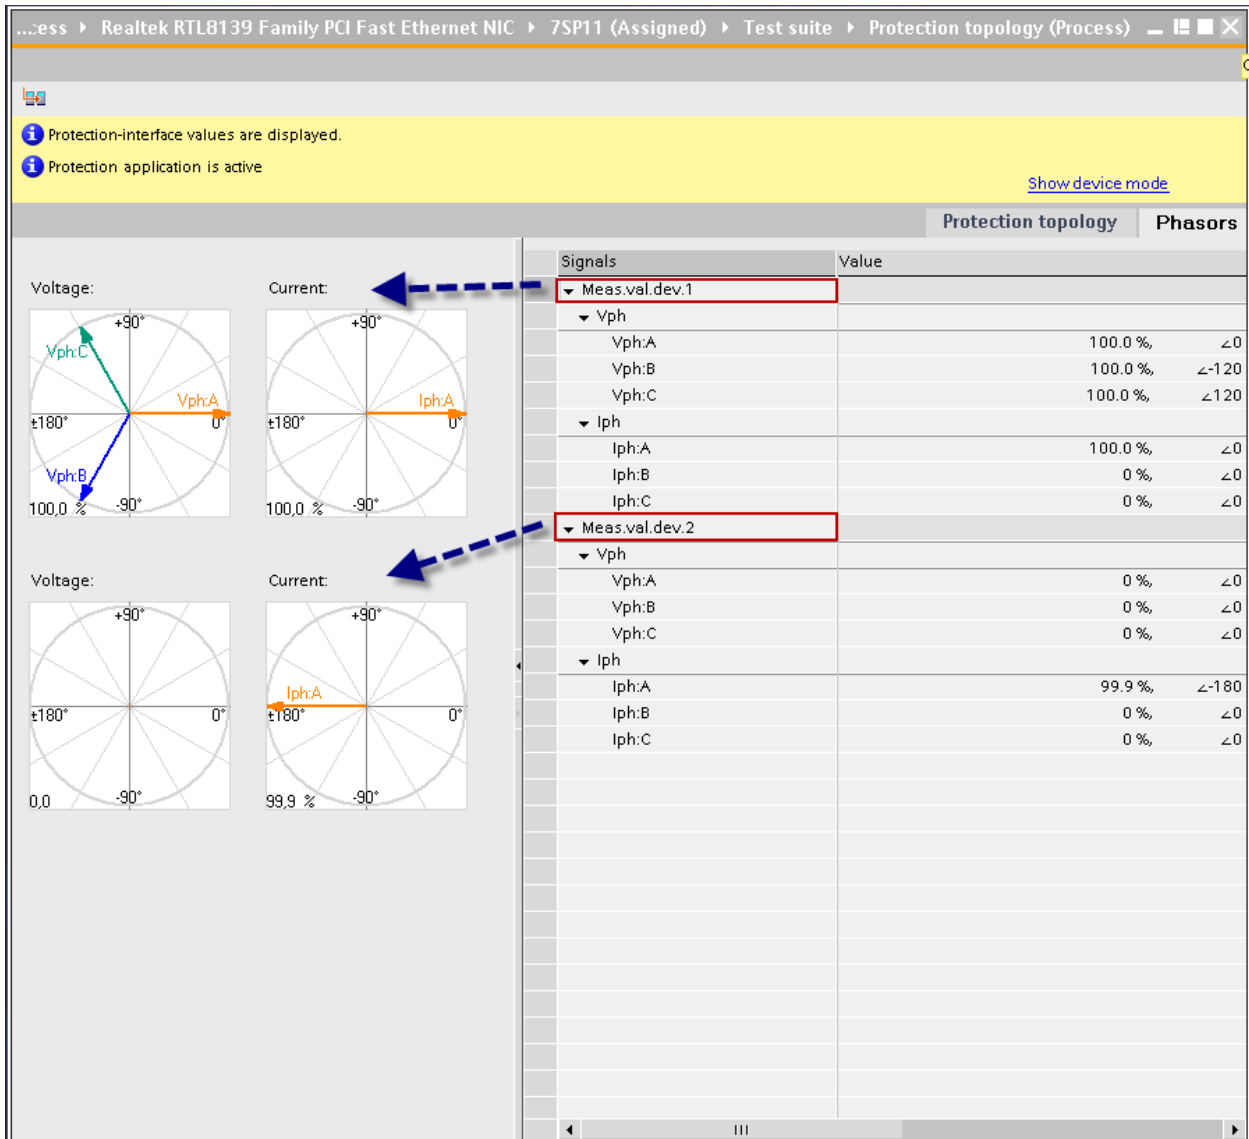 ...:ess ▸ Realtek RTL8139 Family PCI Fast Ethernet NIC ▸ 7SP11 (Assigned) ▸ Test suite ▸ Protection topology (Process)
Protection-interface values are displayed.
Protection application is active
Show device mode
Protection topology Phasors
Signals Value
Voltage: Current:
Meas.val.dev.1
Vph
Vph:A 100.0 %, ∠0
Vph:B 100.0 %, ∠-120
Vph:C 100.0 %, ∠120
Iph
Iph:A 100.0 %, ∠0
Iph:B 0 %, ∠0
Iph:C 0 %, ∠0
+90° +90°
Vph:C
Vph:A Iph:A
±180° 0° ±180° 0°
Vph:B
100,0 % -90° 100,0 % -90°
Meas.val.dev.2
Vph
Vph:A 0 %, ∠0
Vph:B 0 %, ∠0
Vph:C 0 %, ∠0
Iph
Iph:A 99.9 %, ∠-180
Iph:B 0 %, ∠0
Iph:C 0 %, ∠0
Voltage: Current:
+90° +90°
Iph:A
±180° 0° ±180° 0°
0,0 -90° 99,9 % -90°